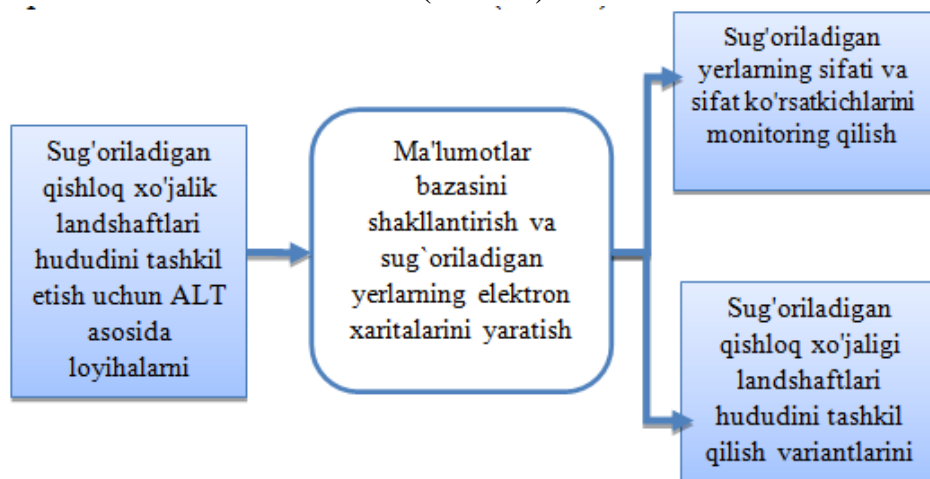 Sug'oriladigan
qishloq xo'jalik
landshaftlari
hududini tashkil
etish uchun ALT
asosida
loyihalarni
Ma'lumotlar
bazasini
shakllantirish va
sug`oriladigan
yerlarning elektron
xaritalarini yaratish
Sug'oriladigan
yerlarning sifati va
sifat ko'rsatkichlarini
monitoring qilish
Sug'oriladigan
qishloq xo'jaligi
landshaftlari
hududini tashkil
qilish variantlarini